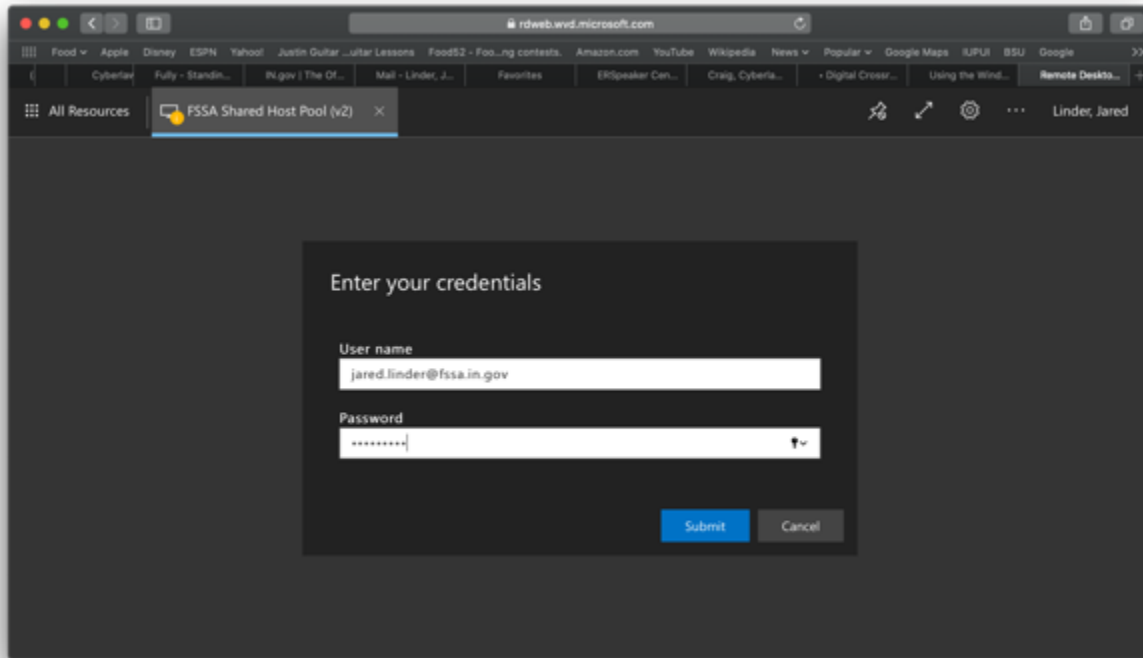 rdweb.wvd.microsoft.com
Food Apple Disney ESPN Yahoo! Justin Guitar ...uitar Lessons Food52 - Foo...ng contests. Amazon.com YouTube Wikipedia News Popular Google Maps IUPUI BSU Google >>
Cyberlav Fully - Standin... IN.gov | The Of... Mail - Linder, J... Favorites ERSpeaker Cen... Craig, Cyberla... Digital Crossr... Using the Wind... Remote Deskto... +
All Resources FSSA Shared Host Pool (v2) ... Linder, Jared
Enter your credentials
User name
jared.linder@fssa.in.gov
Password
•••••••••
Submit Cancel